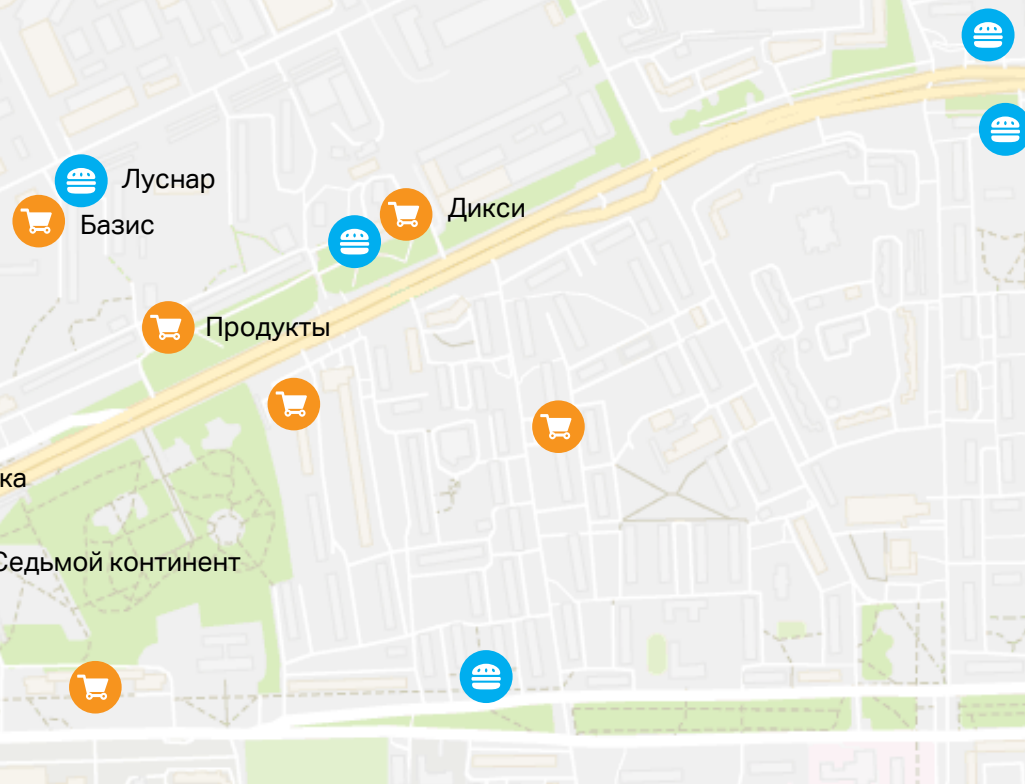 Луснар
Базис
Дикси
Продукты
ка
Седьмой континент